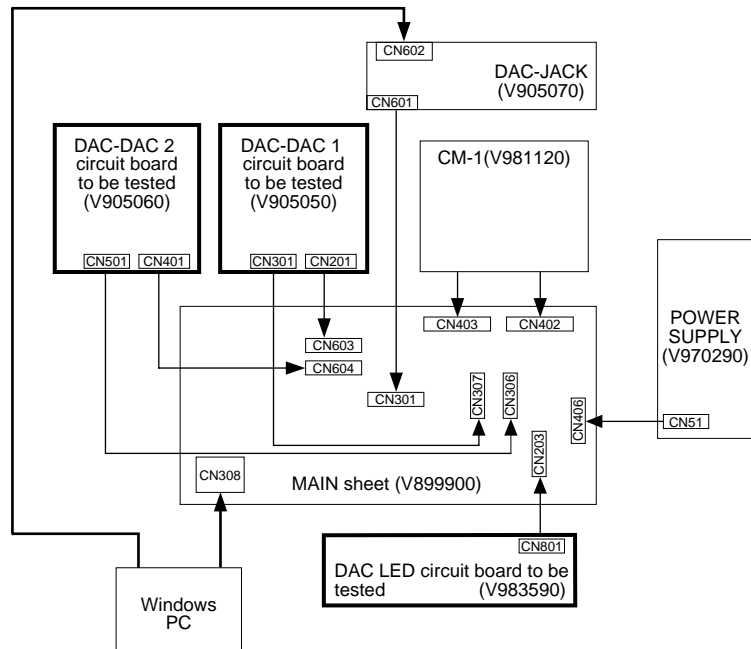 CN602
DAC-JACK
(V905070)
CN601
DAC-DAC 2
circuit board
to be tested
(V905060)
CN501
CN401
DAC-DAC 1
circuit board
to be tested
(V905050)
CN301
CN201
CM-1(V981120)
POWER
SUPPLY
(V970290)
CN51
CN403
CN402
CN603
CN604
CN301
CN307
CN306
CN406
CN203
CN308
MAIN sheet (V899900)
CN801
DAC LED circuit board to be
tested (V983590)
Windows
PC